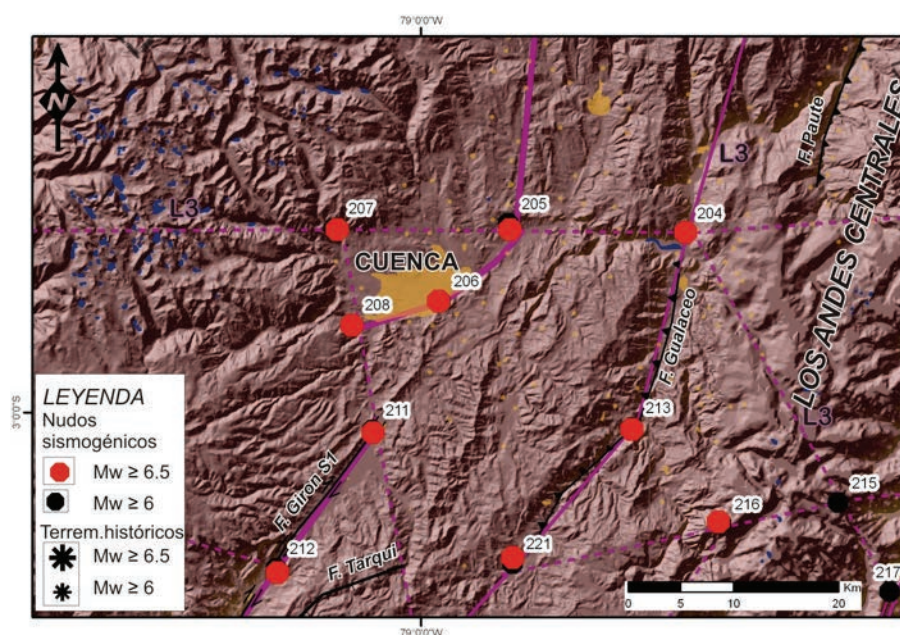 79°0'0"W
L3
F. Paute
LOS ANDES CENTRALES
207
205
204
L3
CUENCA
206
208
F. Gualaceo
3°0'0"S
LEYENDA
Nudos
sismogénicos
Mw ≥ 6.5
Mw ≥ 6
Terrem.históricos
Mw ≥ 6.5
Mw ≥ 6
211
213
L3
F. Giron S1
215
216
212
F. Tarqui
221
217
0 5 10 20
Km
79°0'0"W
N